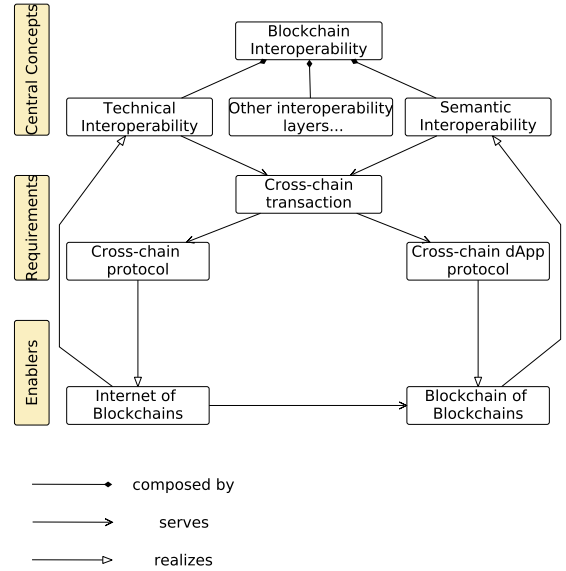 Central Concepts
Blockchain
Interoperability
Technical
Interoperability
Other interoperability
layers...
Semantic
Interoperability
Requirements
Cross-chain
transaction
Cross-chain
protocol
Cross-chain dApp
protocol
Enablers
Internet of
Blockchains
Blockchain of
Blockchains
composed by
serves
realizes